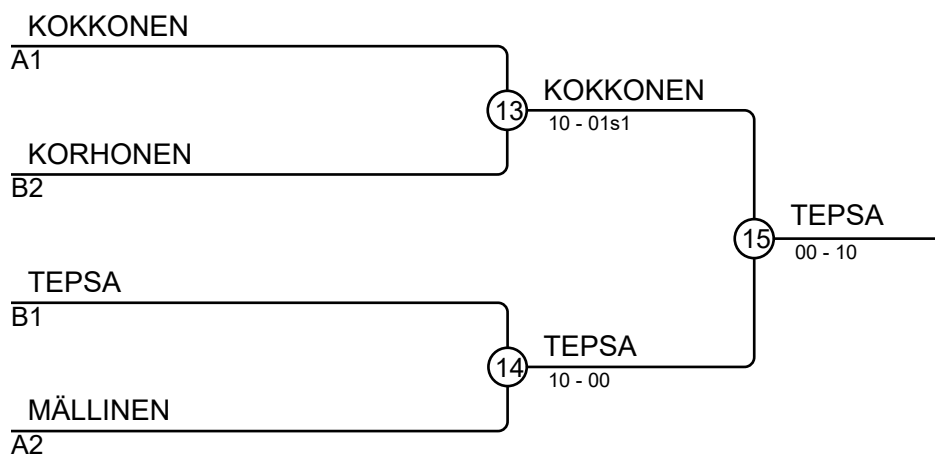 KOKKONEN
A1
13
KOKKONEN
10 - 01s1
KORHONEN
B2
15
TEPSA
00 - 10
TEPSA
B1
14
TEPSA
10 - 00
MÄLLINEN
A2